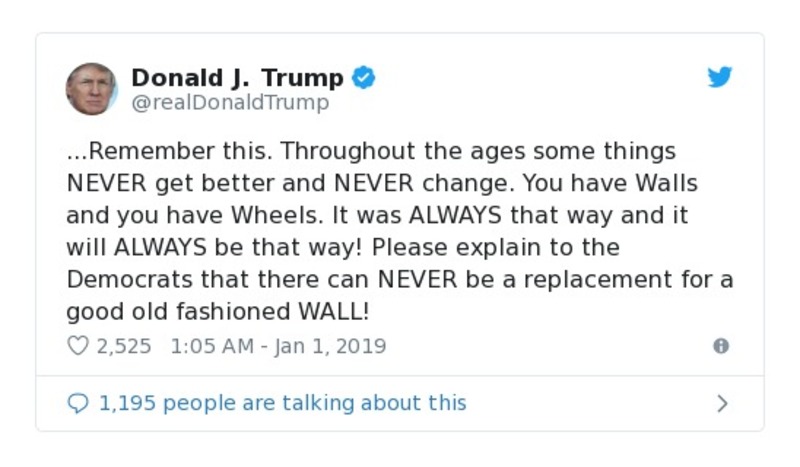 Donald J. Trump
@realDonaldTrump
...Remember this. Throughout the ages some things
NEVER get better and NEVER change. You have Walls
and you have Wheels. It was ALWAYS that way and it
will ALWAYS be that way! Please explain to the
Democrats that there can NEVER be a replacement for a
good old fashioned WALL!
2,525 1:05 AM - Jan 1, 2019
1,195 people are talking about this